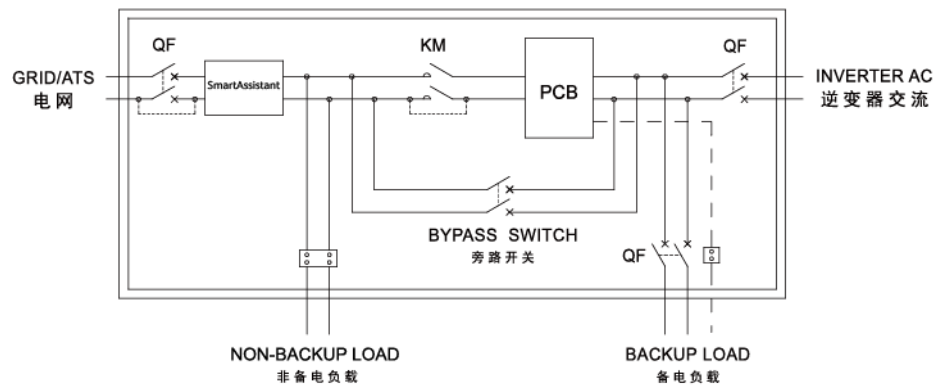 QF
KM
QF
GRID/ATS
电网
SmartAssistant
PCB
INVERTER AC
逆变器交流
BYPASS SWITCH
旁路开关
QF
NON-BACKUP LOAD
非备电负载
BACKUP LOAD
备电负载